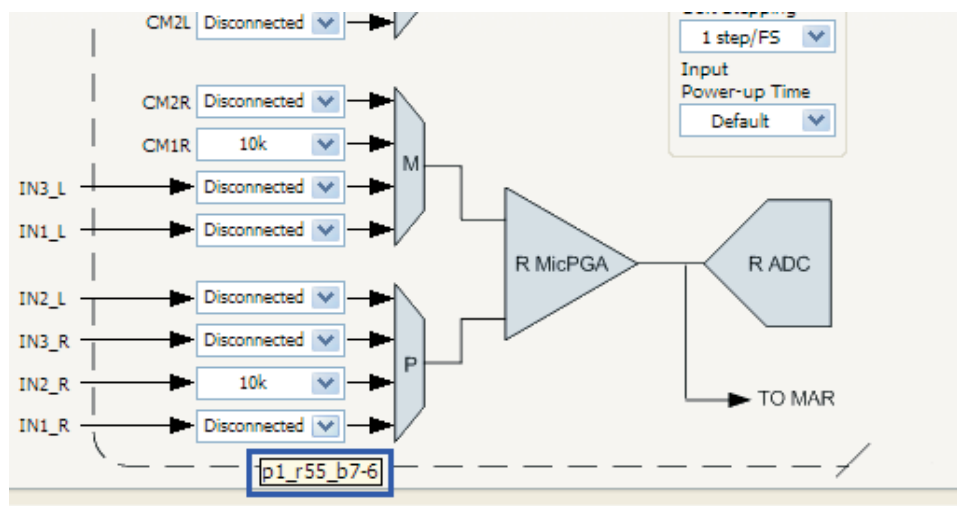 CM2L Disconnected
1 step/FS
Input
Power-up Time
Default
CM2R Disconnected
CM1R 10k
IN3_L Disconnected
IN1_L Disconnected
M
R MicPGA
R ADC
IN2_L Disconnected
IN3_R Disconnected
IN2_R 10k
IN1_R Disconnected
P
TO MAR
p1_r55_b7-6